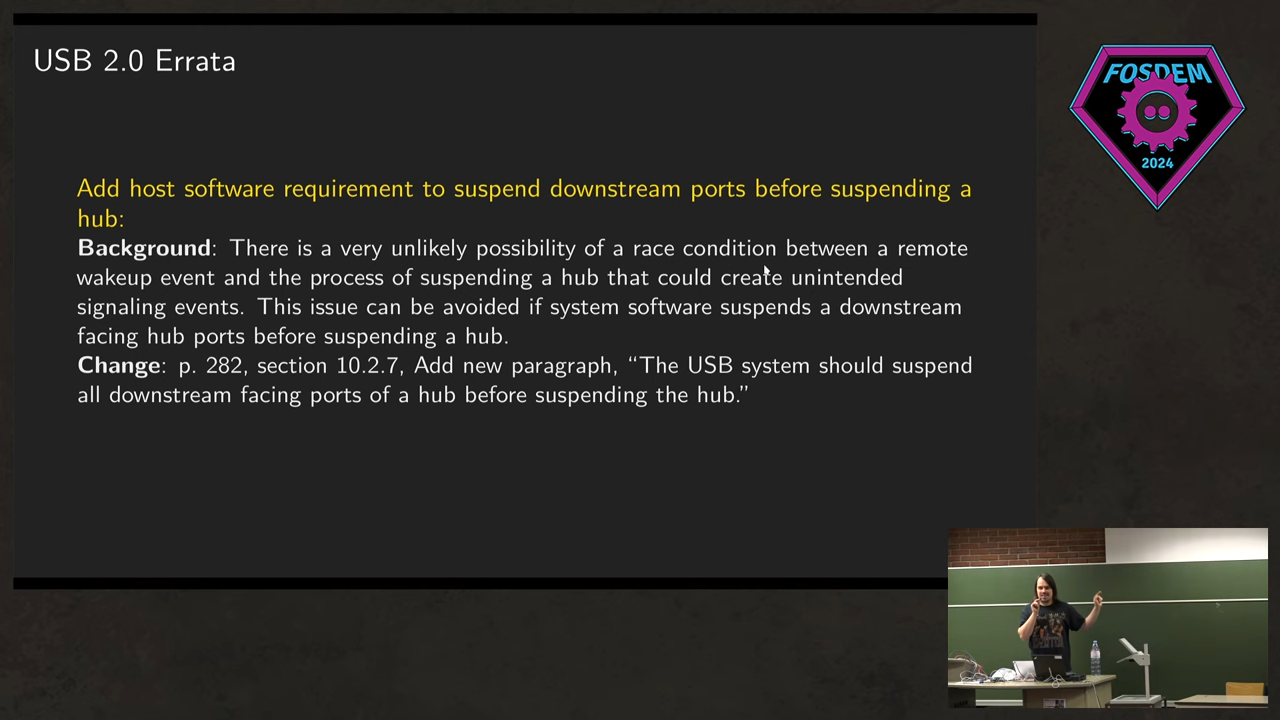 USB 2.0 Errata
Add host software requirement to suspend downstream ports before suspending a
hub:
Background: There is a very unlikely possibility of a race condition between a remote
wakeup event and the process of suspending a hub that could create unintended
signaling events. This issue can be avoided if system software suspends a downstream
facing hub ports before suspending a hub.
Change: p. 282, section 10.2.7, Add new paragraph, “The USB system should suspend
all downstream facing ports of a hub before suspending the hub.”
FOSDEM
2024